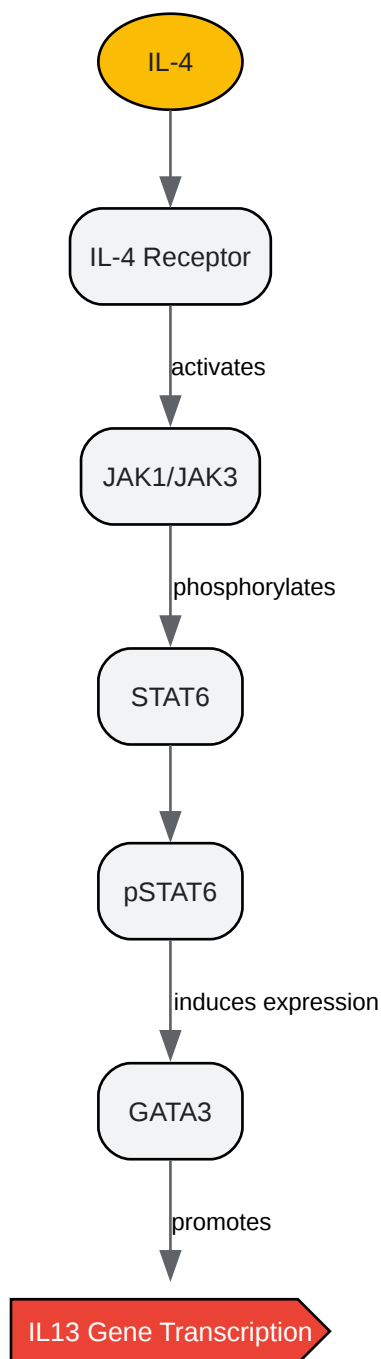 IL-4
IL-4 Receptor
activates
JAK1/JAK3
phosphorylates
STAT6
pSTAT6
induces expression
GATA3
promotes
IL13 Gene Transcription